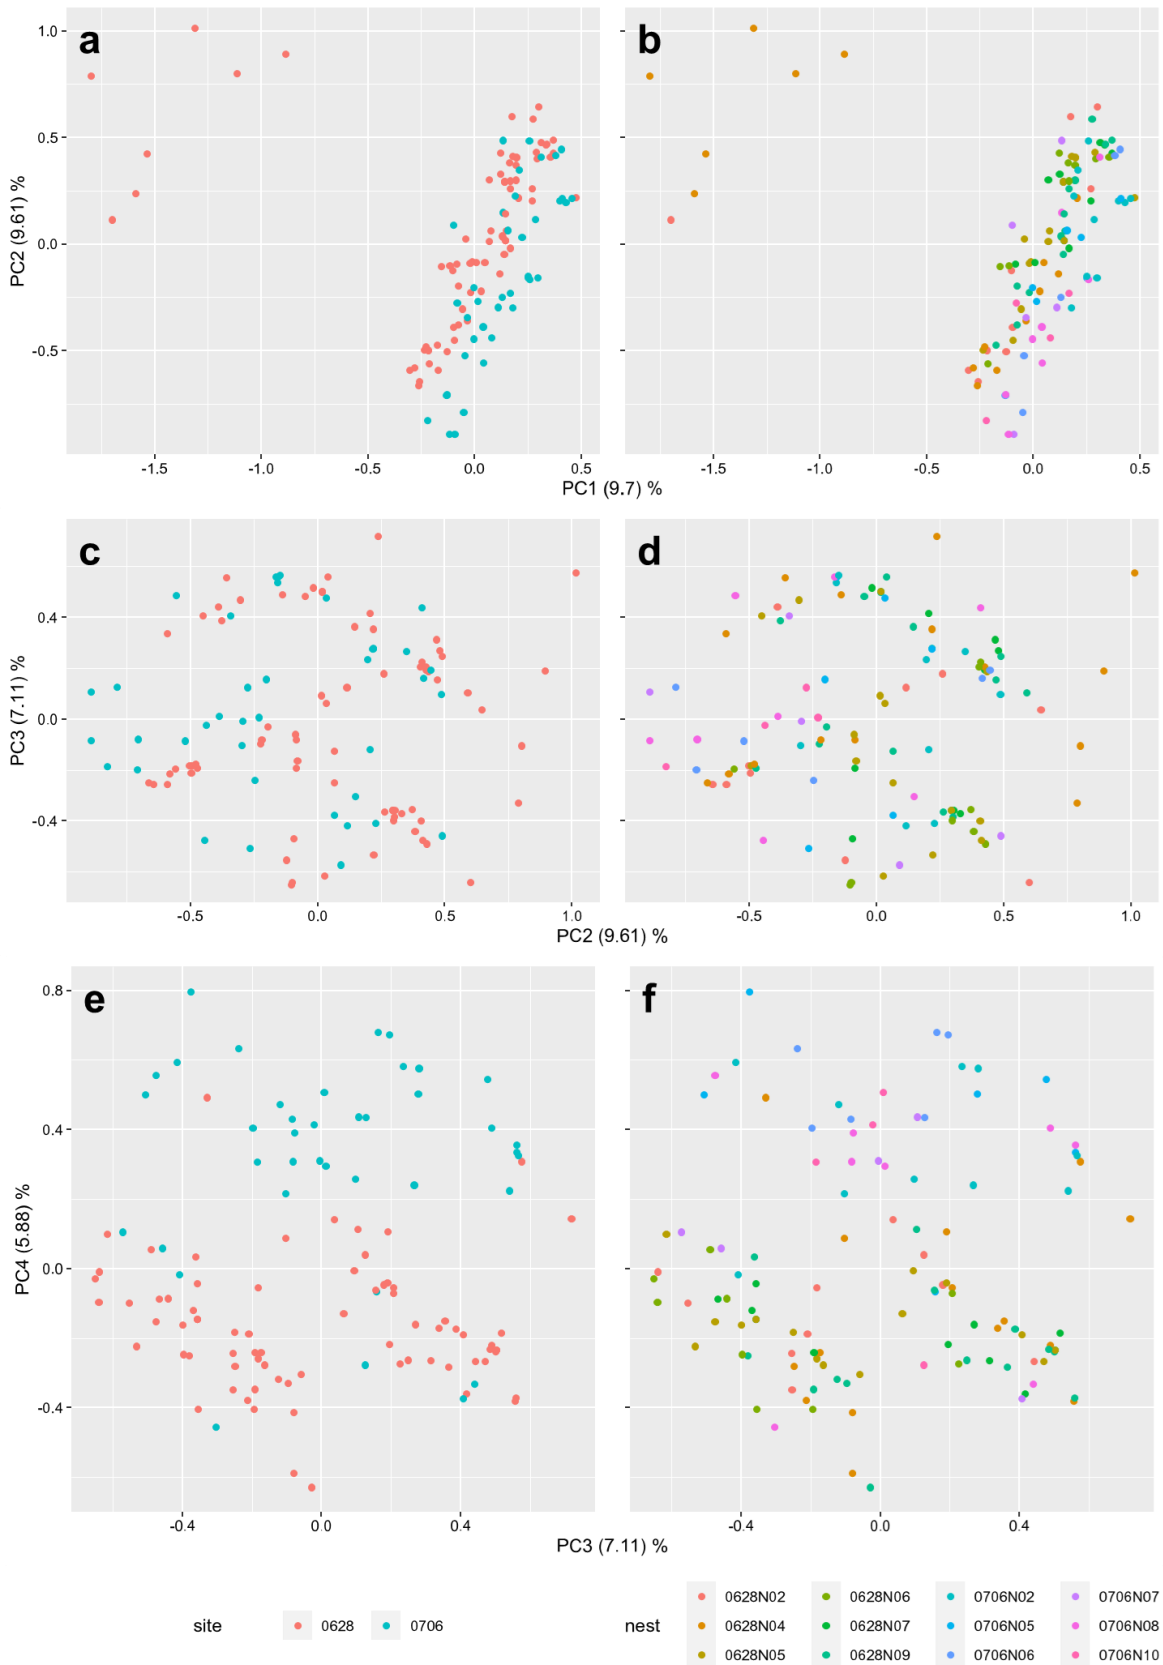 a
b
1.0
0.5
0.0
-0.5
PC2 (9.61) %
-1.5 -1.0 -0.5 0.0 0.5
-1.5 -1.0 -0.5 0.0 0.5
PC1 (9.7) %
c
d
0.4
0.0
-0.4
PC3 (7.11) %
-0.5 0.0 0.5 1.0
-0.5 0.0 0.5 1.0
PC2 (9.61) %
e
f
0.8
0.4
0.0
-0.4
PC4 (5.88) %
-0.4 0.0 0.4
-0.4 0.0 0.4
PC3 (7.11) %
site 0628 0706
nest
0628N02 0628N06 0706N02 0706N07
0628N04 0628N07 0706N05 0706N08
0628N05 0628N09 0706N06 0706N10